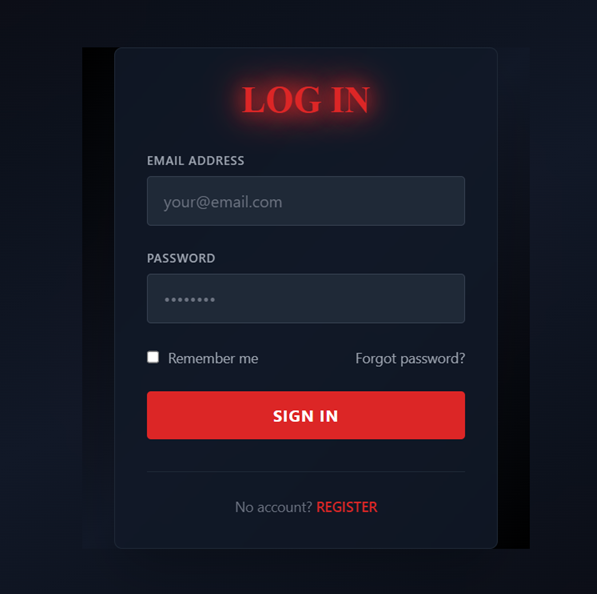 LOG IN
EMAIL ADDRESS
your@email.com
PASSWORD
••••••••
Remember me
Forgot password?
SIGN IN
No account? REGISTER